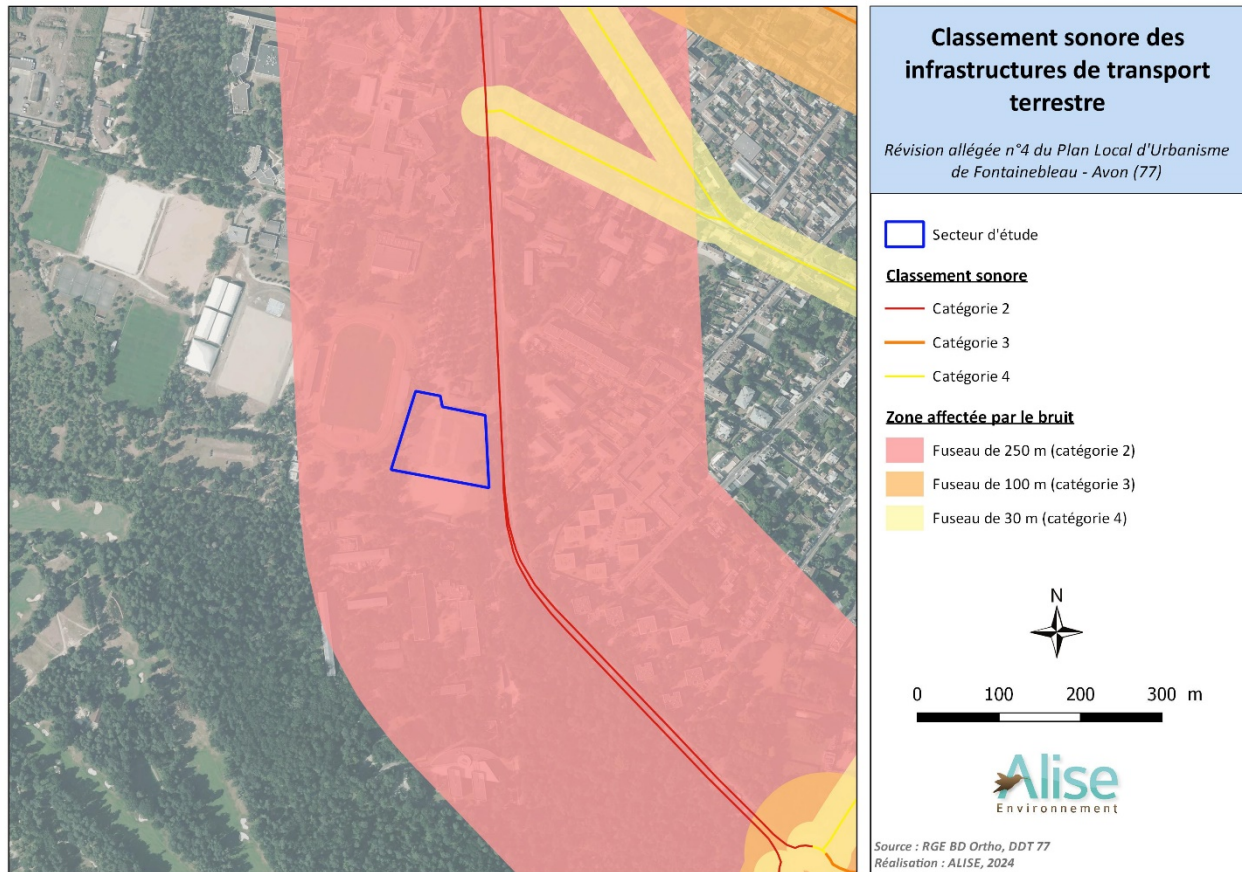 Classement sonore des
infrastructures de transport
terrestre
Révision allégée n°4 du Plan Local d'Urbanisme
de Fontainebleau - Avon (77)
Secteur d'étude
Classement sonore
Catégorie 2
Catégorie 3
Catégorie 4
Zone affectée par le bruit
Fuseau de 250 m (catégorie 2)
Fuseau de 100 m (catégorie 3)
Fuseau de 30 m (catégorie 4)
N
0 100 200 300 m
Alise
Environnement
Source : RGE BD Ortho, DDT 77
Réalisation : ALISE, 2024